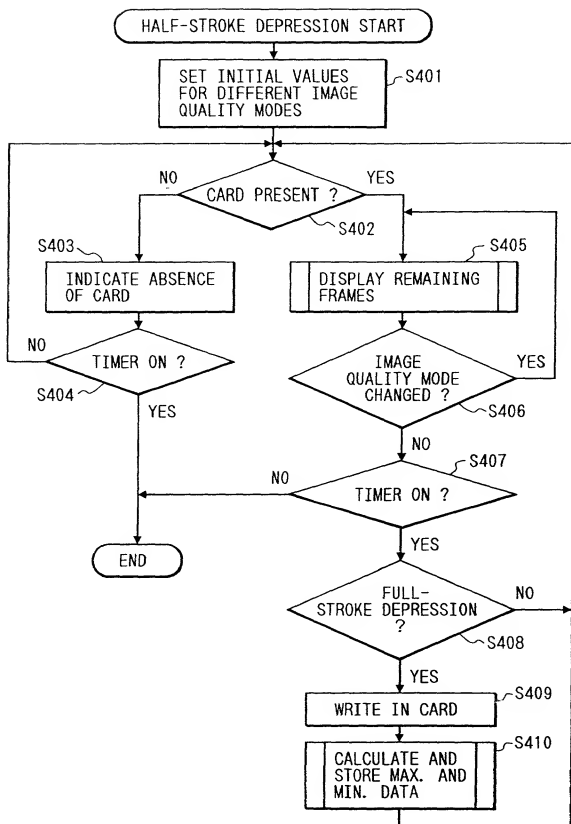 HALF-STROKE DEPRESSION START
SET INITIAL VALUES
FOR DIFFERENT IMAGE
QUALITY MODES
S401
NO
CARD PRESENT ?
YES
S402
S403
INDICATE ABSENCE
OF CARD
S405
DISPLAY REMAINING
FRAMES
NO
TIMER ON ?
S404
YES
IMAGE
QUALITY MODE
CHANGED ?
YES
S406
NO
S407
NO
TIMER ON ?
YES
END
FULL-
STROKE DEPRESSION
?
NO
S408
YES
S409
WRITE IN CARD
S410
CALCULATE AND
STORE MAX. AND
MIN. DATA